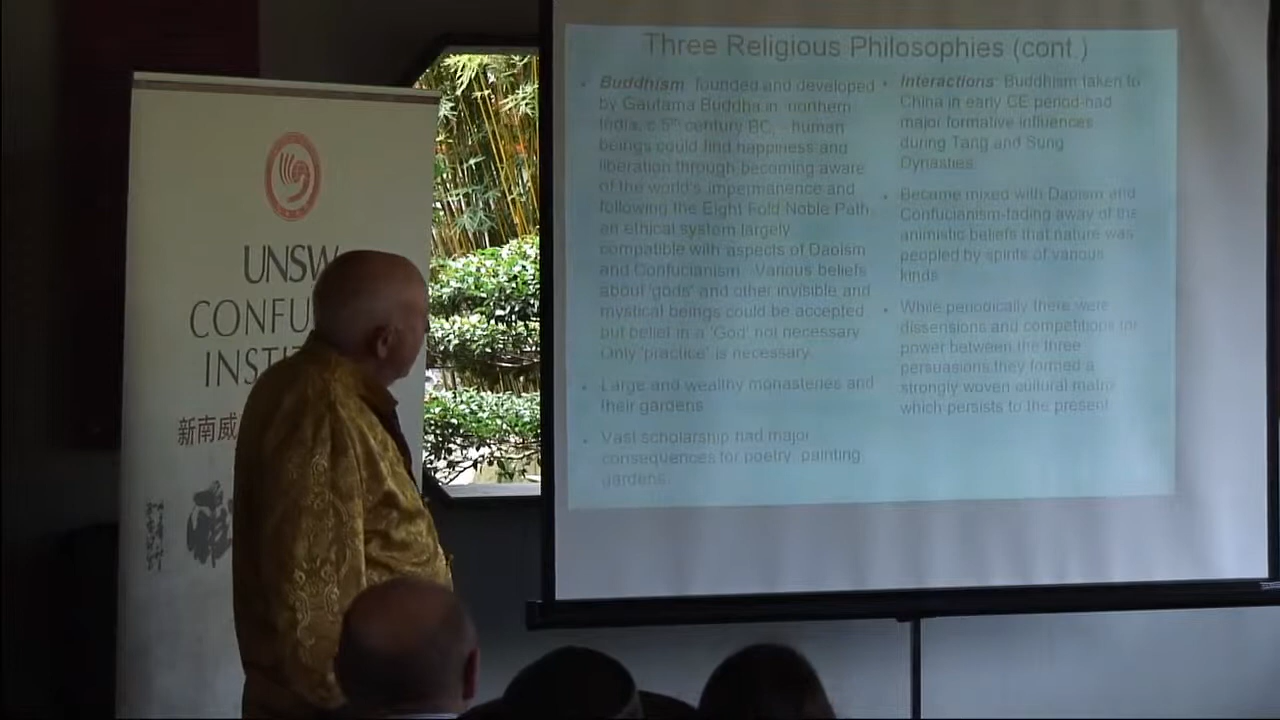 UNSW
CONFU
INSTI
新南威
Three Religious Philosophies (cont.)
Buddhism founded and developed
by Gautama Buddha in northern
India, c 5th century BC, - human
beings could find happiness and
liberation through becoming aware
of the world's impermanence and
following the Eight Fold Noble Path,
an ethical system largely
compatible with aspects of Daoism
and Confucianism. Various beliefs
about 'gods' and other invisible and
mystical beings could be accepted
but belief in a 'God' not necessary.
Only 'practice' is necessary.
Large and wealthy monasteries and
their gardens
Vast scholarship had major
consequences for poetry, painting,
gardens.
Interactions: Buddhism taken to
China in early CE period-had
major formative influences
during Tang and Sung
Dynasties.
Became mixed with Daoism and
Confucianism-fading away of the
animistic beliefs that nature was
peopled by spirits of various
kinds.
While periodically there were
dissensions and competitions for
power between the three
persuasions they formed a
strongly woven cultural matrix
which persists to the present.